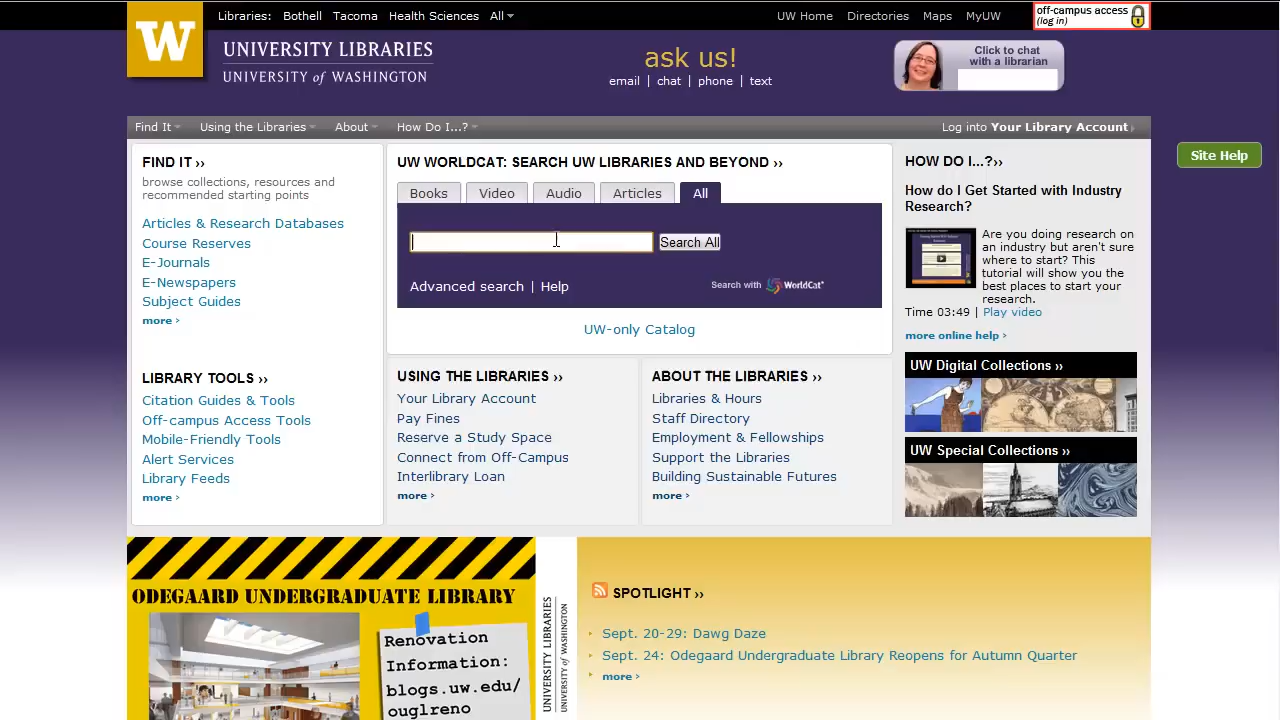 Libraries: Bothell Tacoma Health Sciences All
UW Home Directories Maps MyUW
off-campus access
(log in)
W
UNIVERSITY LIBRARIES
UNIVERSITY of WASHINGTON
ask us!
email | chat | phone | text
Click to chat
with a librarian
Find It Using the Libraries About How Do I...?
Log into Your Library Account
Site Help
FIND IT ››
browse collections, resources and
recommended starting points
Articles & Research Databases
Course Reserves
E-Journals
E-Newspapers
Subject Guides
more ›
LIBRARY TOOLS ››
Citation Guides & Tools
Off-campus Access Tools
Mobile-Friendly Tools
Alert Services
Library Feeds
more ›
UW WORLDCAT: SEARCH UW LIBRARIES AND BEYOND ››
Books Video Audio Articles All
Search All
Advanced search | Help
Search with WorldCat
UW-only Catalog
USING THE LIBRARIES ››
Your Library Account
Pay Fines
Reserve a Study Space
Connect from Off-Campus
Interlibrary Loan
more ›
ABOUT THE LIBRARIES ››
Libraries & Hours
Staff Directory
Employment & Fellowships
Support the Libraries
Building Sustainable Futures
more ›
HOW DO I...?››
How do I Get Started with Industry
Research?
Are you doing research on
an industry but aren't sure
where to start? This
tutorial will show you the
best places to start your
research.
Time 03:49 | Play video
more online help ›
UW Digital Collections ››
UW Special Collections ››
ODEGAARD UNDERGRADUATE LIBRARY
Renovation
Information:
blogs.uw.edu/
ouglreno
UNIVERSITY LIBRARIES
UNIVERSITY of WASHINGTON
SPOTLIGHT ››
Sept. 20-29: Dawg Daze
Sept. 24: Odegaard Undergraduate Library Reopens for Autumn Quarter
more ›